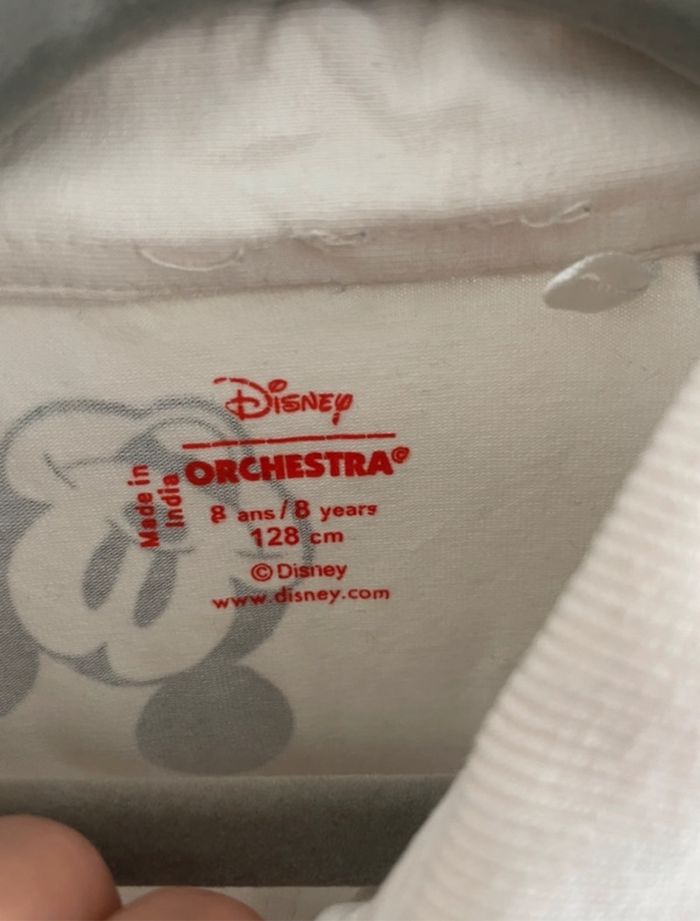 Disney
ORCHESTRA©
Made in
India
8 ans / 8 years
128 cm
©Disney
www.disney.com